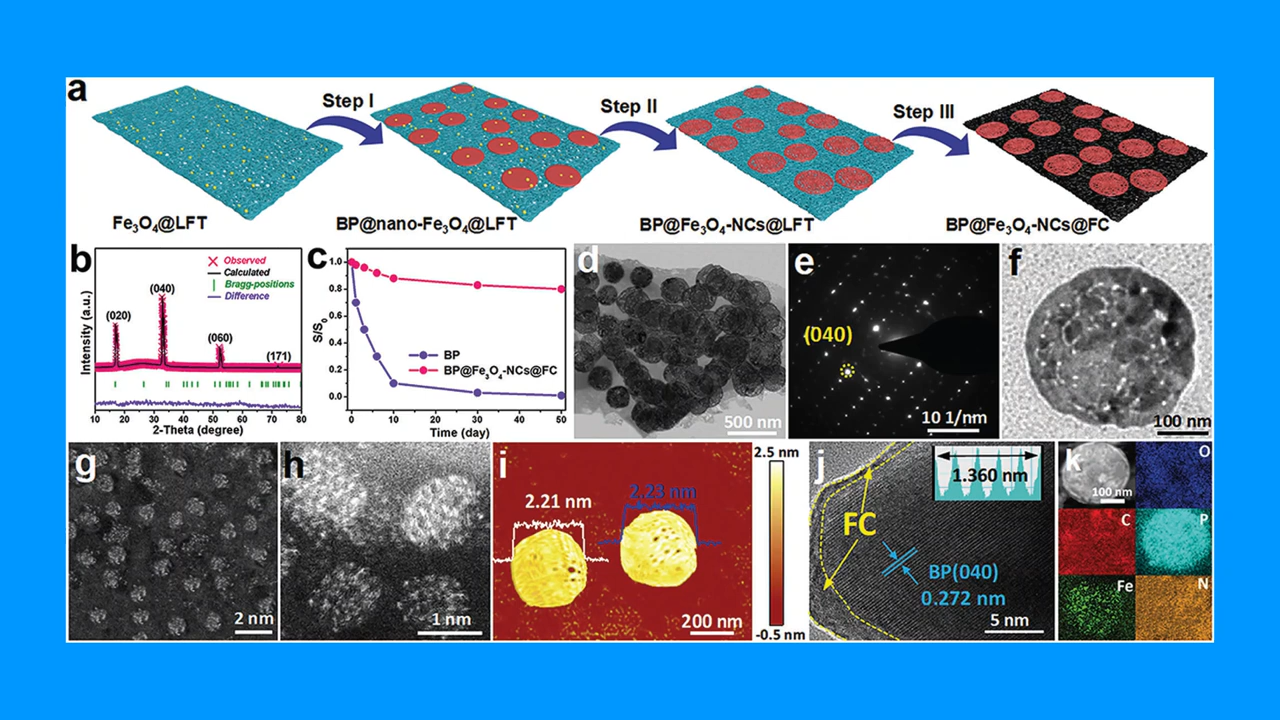 a
Step I
Step II
Step III
Fe₃O₄@LFT
BP@nano-Fe₃O₄@LFT
BP@Fe₃O₄-NCs@LFT
BP@Fe₃O₄-NCs@FC
b
Intensity (a.u.)
Observed
Calculated
Bragg-positions
Difference
(020)
(040)
(060)
(171)
10 20 30 40 50 60 70 80
2-Theta (degree)
c
S/S₀
1.0
0.8
0.6
0.4
0.2
0.0
BP
BP@Fe₃O₄-NCs@FC
0 10 20 30 40 50
Time (day)
d
500 nm
e
(040)
10 1/nm
f
100 nm
g
2 nm
h
1 nm
i
2.21 nm
2.23 nm
200 nm
2.5 nm
-0.5 nm
j
1.360 nm
FC
BP(040)
0.272 nm
5 nm
k
100 nm
O
C
P
Fe
N